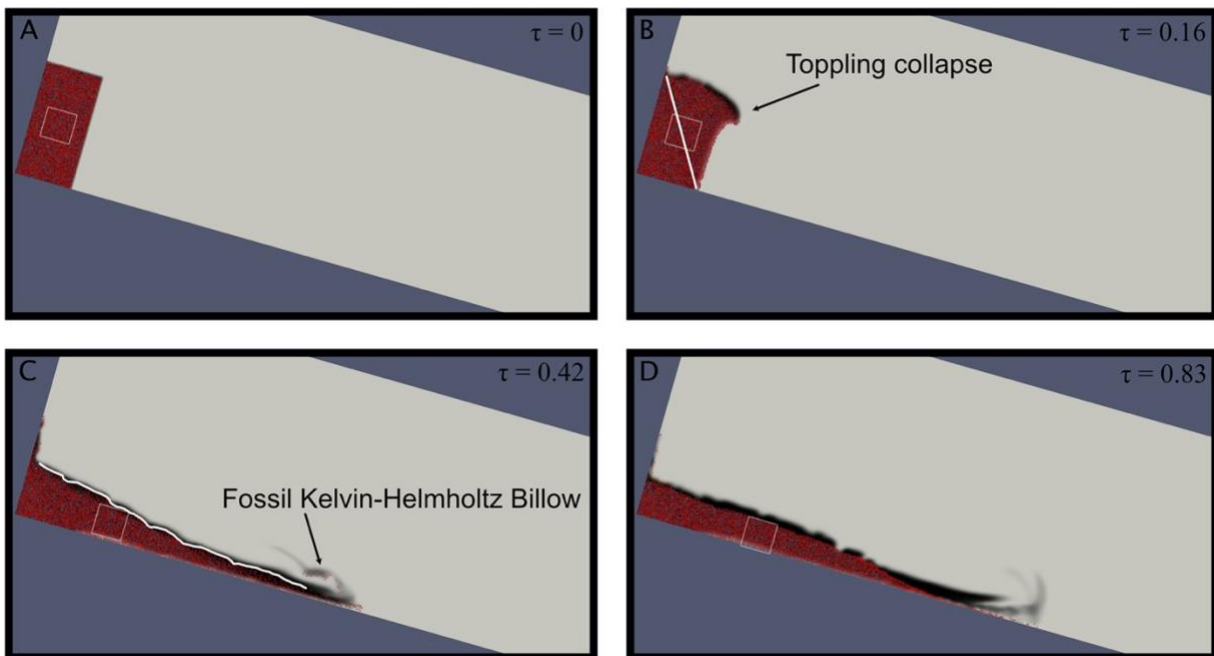 A
τ = 0
B
τ = 0.16
Toppling collapse
C
τ = 0.42
Fossil Kelvin-Helmholtz Billow
D
τ = 0.83